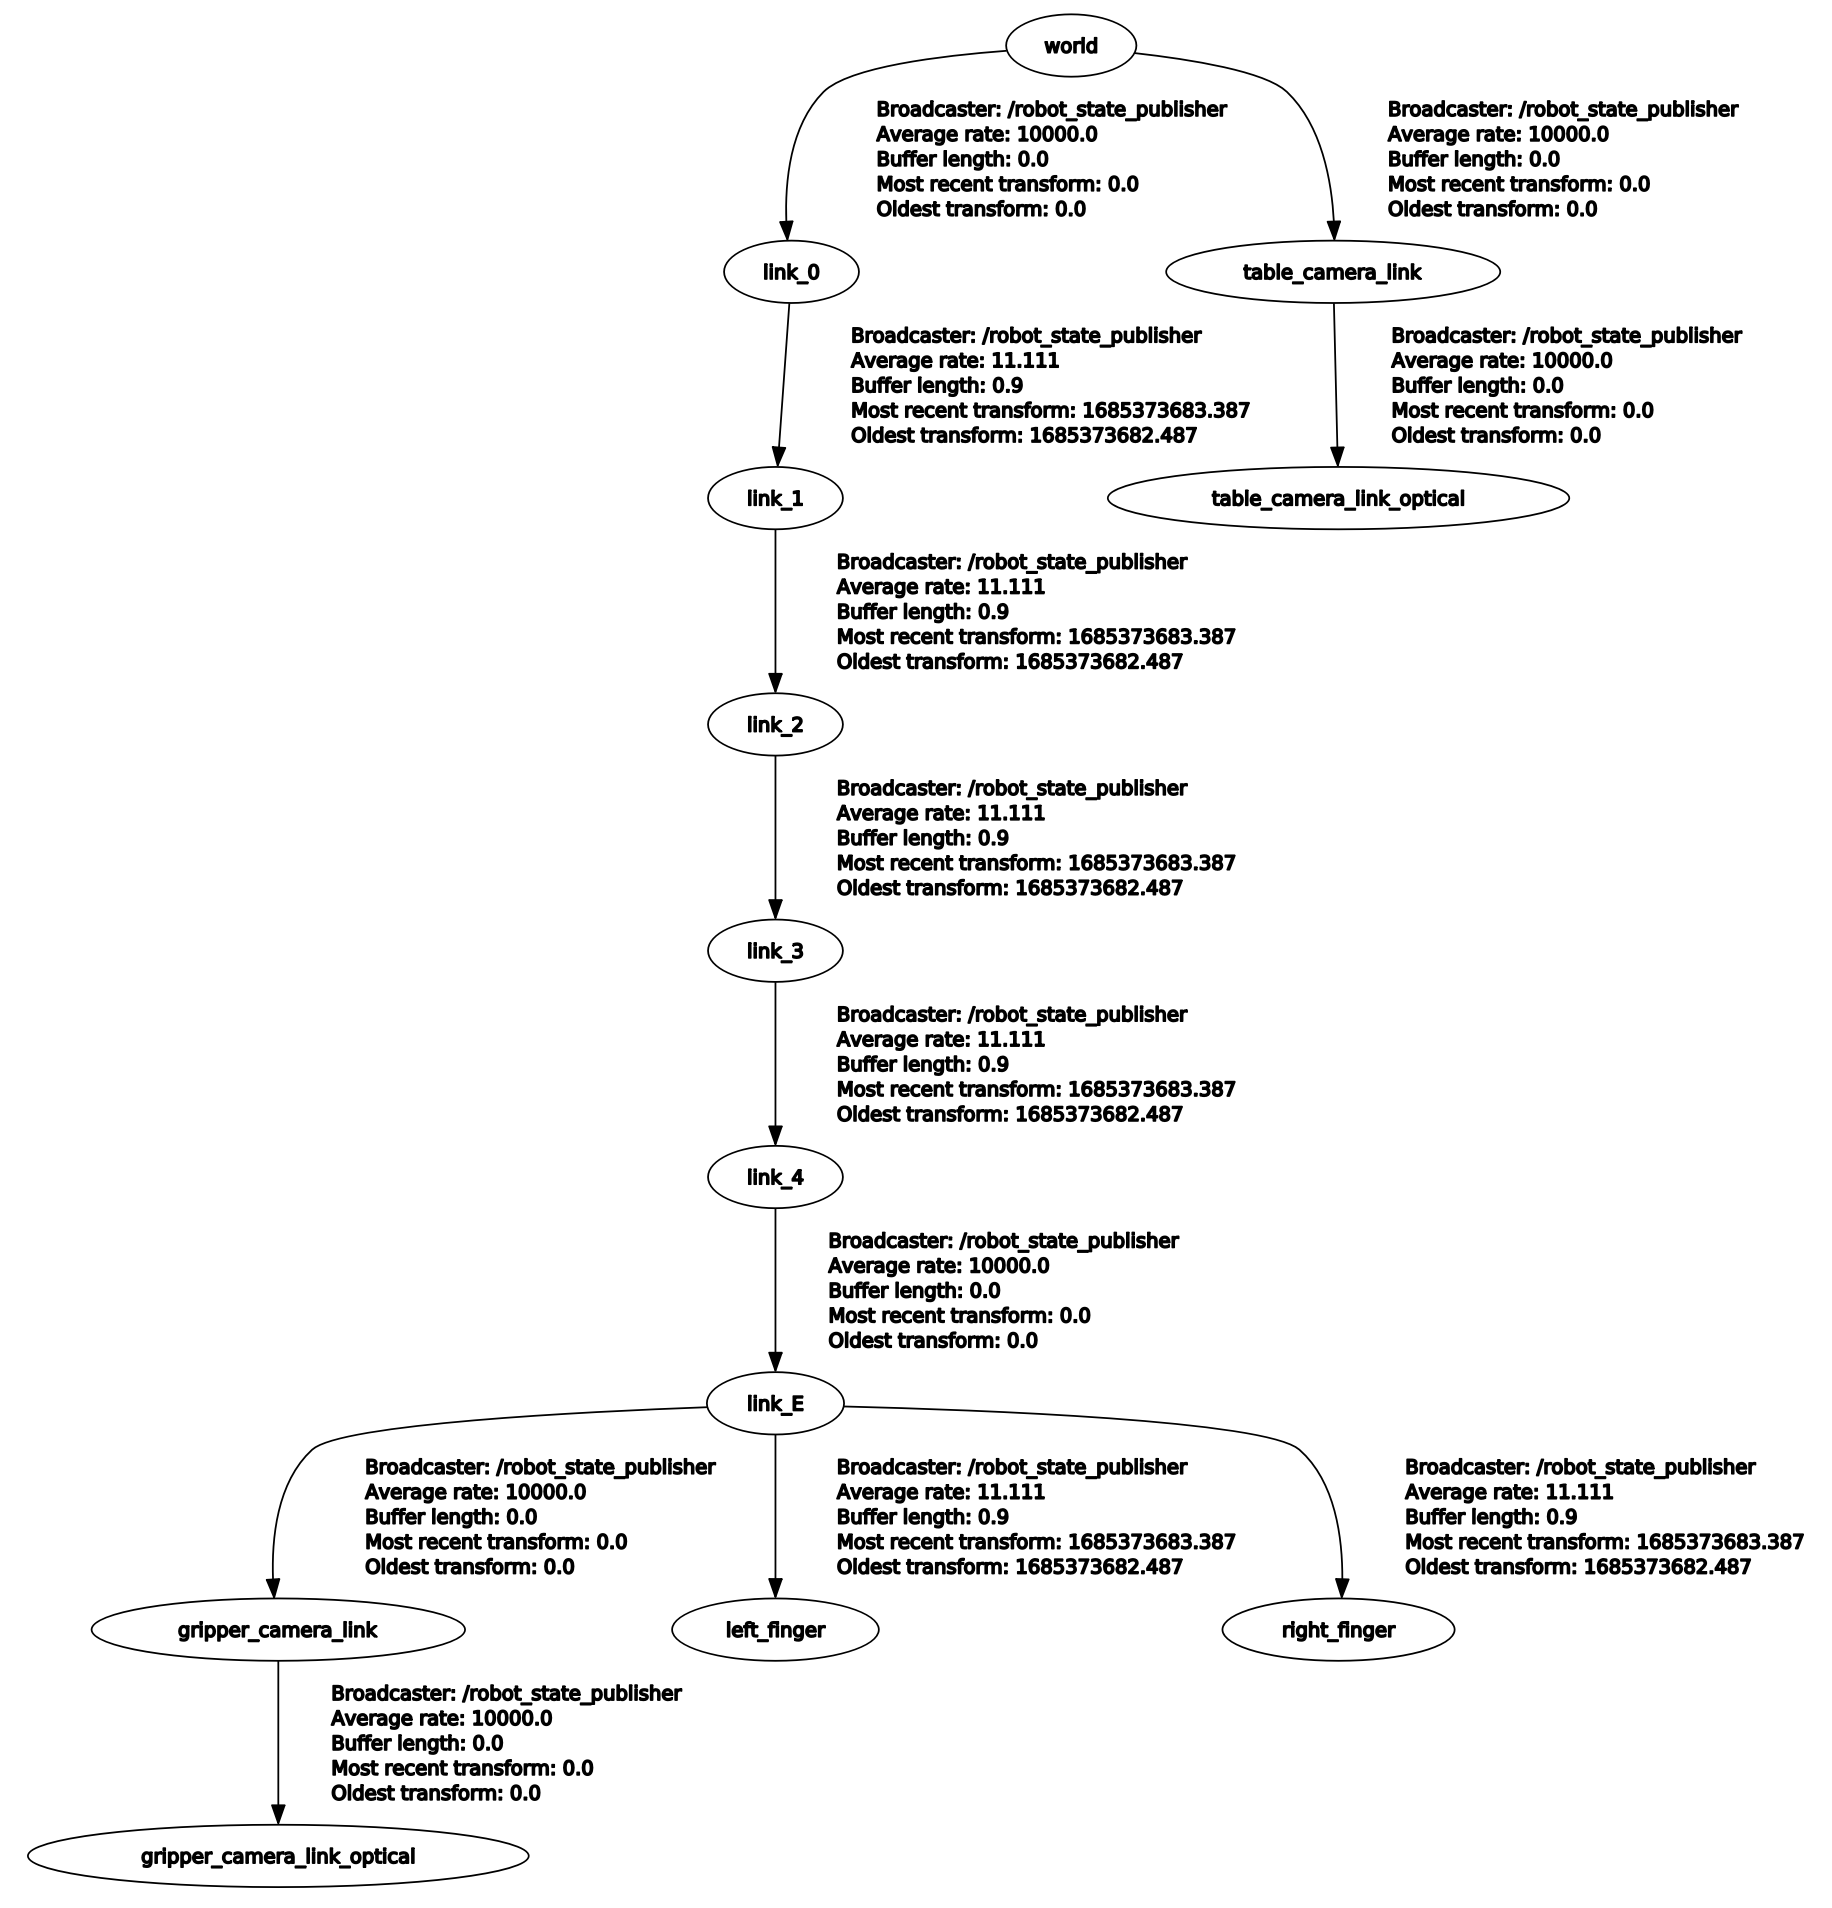 world
Broadcaster: /robot_state_publisher
Average rate: 10000.0
Buffer length: 0.0
Most recent transform: 0.0
Oldest transform: 0.0
Broadcaster: /robot_state_publisher
Average rate: 10000.0
Buffer length: 0.0
Most recent transform: 0.0
Oldest transform: 0.0
link_0
table_camera_link
Broadcaster: /robot_state_publisher
Average rate: 11.111
Buffer length: 0.9
Most recent transform: 1685373683.387
Oldest transform: 1685373682.487
Broadcaster: /robot_state_publisher
Average rate: 10000.0
Buffer length: 0.0
Most recent transform: 0.0
Oldest transform: 0.0
link_1
table_camera_link_optical
Broadcaster: /robot_state_publisher
Average rate: 11.111
Buffer length: 0.9
Most recent transform: 1685373683.387
Oldest transform: 1685373682.487
link_2
Broadcaster: /robot_state_publisher
Average rate: 11.111
Buffer length: 0.9
Most recent transform: 1685373683.387
Oldest transform: 1685373682.487
link_3
Broadcaster: /robot_state_publisher
Average rate: 11.111
Buffer length: 0.9
Most recent transform: 1685373683.387
Oldest transform: 1685373682.487
link_4
Broadcaster: /robot_state_publisher
Average rate: 10000.0
Buffer length: 0.0
Most recent transform: 0.0
Oldest transform: 0.0
link_E
Broadcaster: /robot_state_publisher
Average rate: 10000.0
Buffer length: 0.0
Most recent transform: 0.0
Oldest transform: 0.0
Broadcaster: /robot_state_publisher
Average rate: 11.111
Buffer length: 0.9
Most recent transform: 1685373683.387
Oldest transform: 1685373682.487
Broadcaster: /robot_state_publisher
Average rate: 11.111
Buffer length: 0.9
Most recent transform: 1685373683.387
Oldest transform: 1685373682.487
gripper_camera_link
left_finger
right_finger
Broadcaster: /robot_state_publisher
Average rate: 10000.0
Buffer length: 0.0
Most recent transform: 0.0
Oldest transform: 0.0
gripper_camera_link_optical